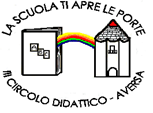 LA SCUOLA TI APRE LE PORTE
III CIRCOLO DIDATTICO - AVERSA